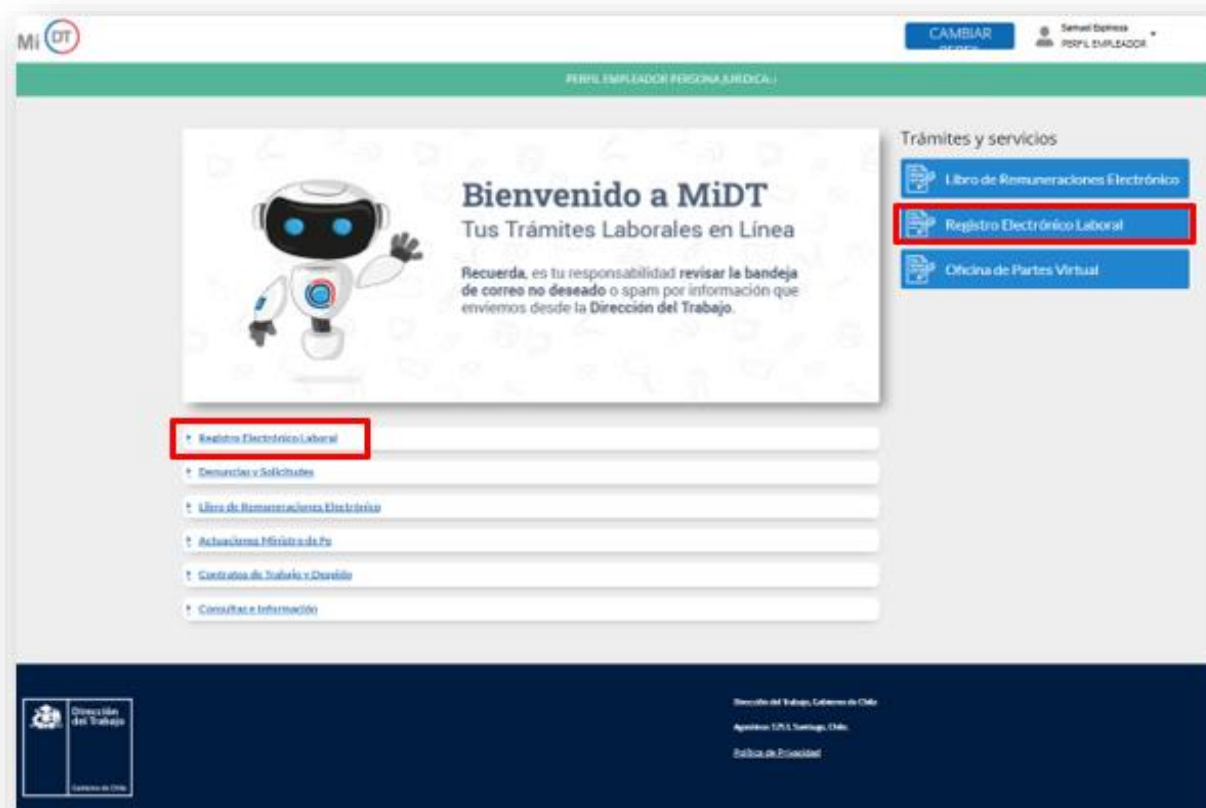 Mi DT
CAMBIAR
Samuel Espinoza
PERFIL EMPLEADOR
PERFIL EMPLEADOR PERSONA JURÍDICA:
Trámites y servicios
Libro de Remuneraciones Electrónico
Registro Electrónico Laboral
Oficina de Partes Virtual
Bienvenido a MiDT
Tus Trámites Laborales en Línea
Recuerda, es tu responsabilidad revisar la bandeja
de correo no deseado o spam por información que
enviemos desde la Dirección del Trabajo.
Registro Electrónico Laboral
Denuncias y Solicitudes
Libro de Remuneraciones Electrónico
Actuaciones Ministro de Fe
Contratos de Trabajo y Despido
Consultas e Información
Dirección
del Trabajo
Gobierno de Chile
Dirección del Trabajo, Gobierno de Chile
Agustinas 1253, Santiago, Chile.
Política de Privacidad